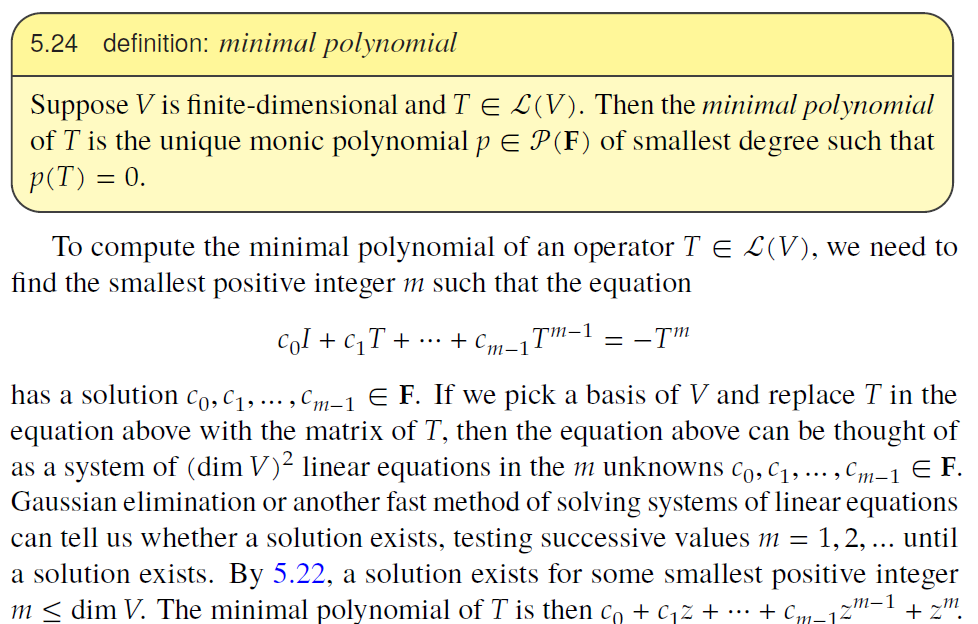 5.24 definition: minimal polynomial
Suppose V is finite-dimensional and T ∈ ℒ(V). Then the minimal polynomial
of T is the unique monic polynomial p ∈ 𝒫(𝐅) of smallest degree such that
p(T) = 0.
To compute the minimal polynomial of an operator T ∈ ℒ(V), we need to
find the smallest positive integer m such that the equation
c₀I + c₁T + ⋯ + cₘ₋₁Tᵐ⁻¹ = −Tᵐ
has a solution c₀, c₁, … , cₘ₋₁ ∈ 𝐅. If we pick a basis of V and replace T in the
equation above with the matrix of T, then the equation above can be thought of
as a system of (dim V)² linear equations in the m unknowns c₀, c₁, … , cₘ₋₁ ∈ 𝐅.
Gaussian elimination or another fast method of solving systems of linear equations
can tell us whether a solution exists, testing successive values m = 1, 2, … until
a solution exists. By 5.22, a solution exists for some smallest positive integer
m ≤ dim V. The minimal polynomial of T is then c₀ + c₁z + ⋯ + cₘ₋₁zᵐ⁻¹ + zᵐ.